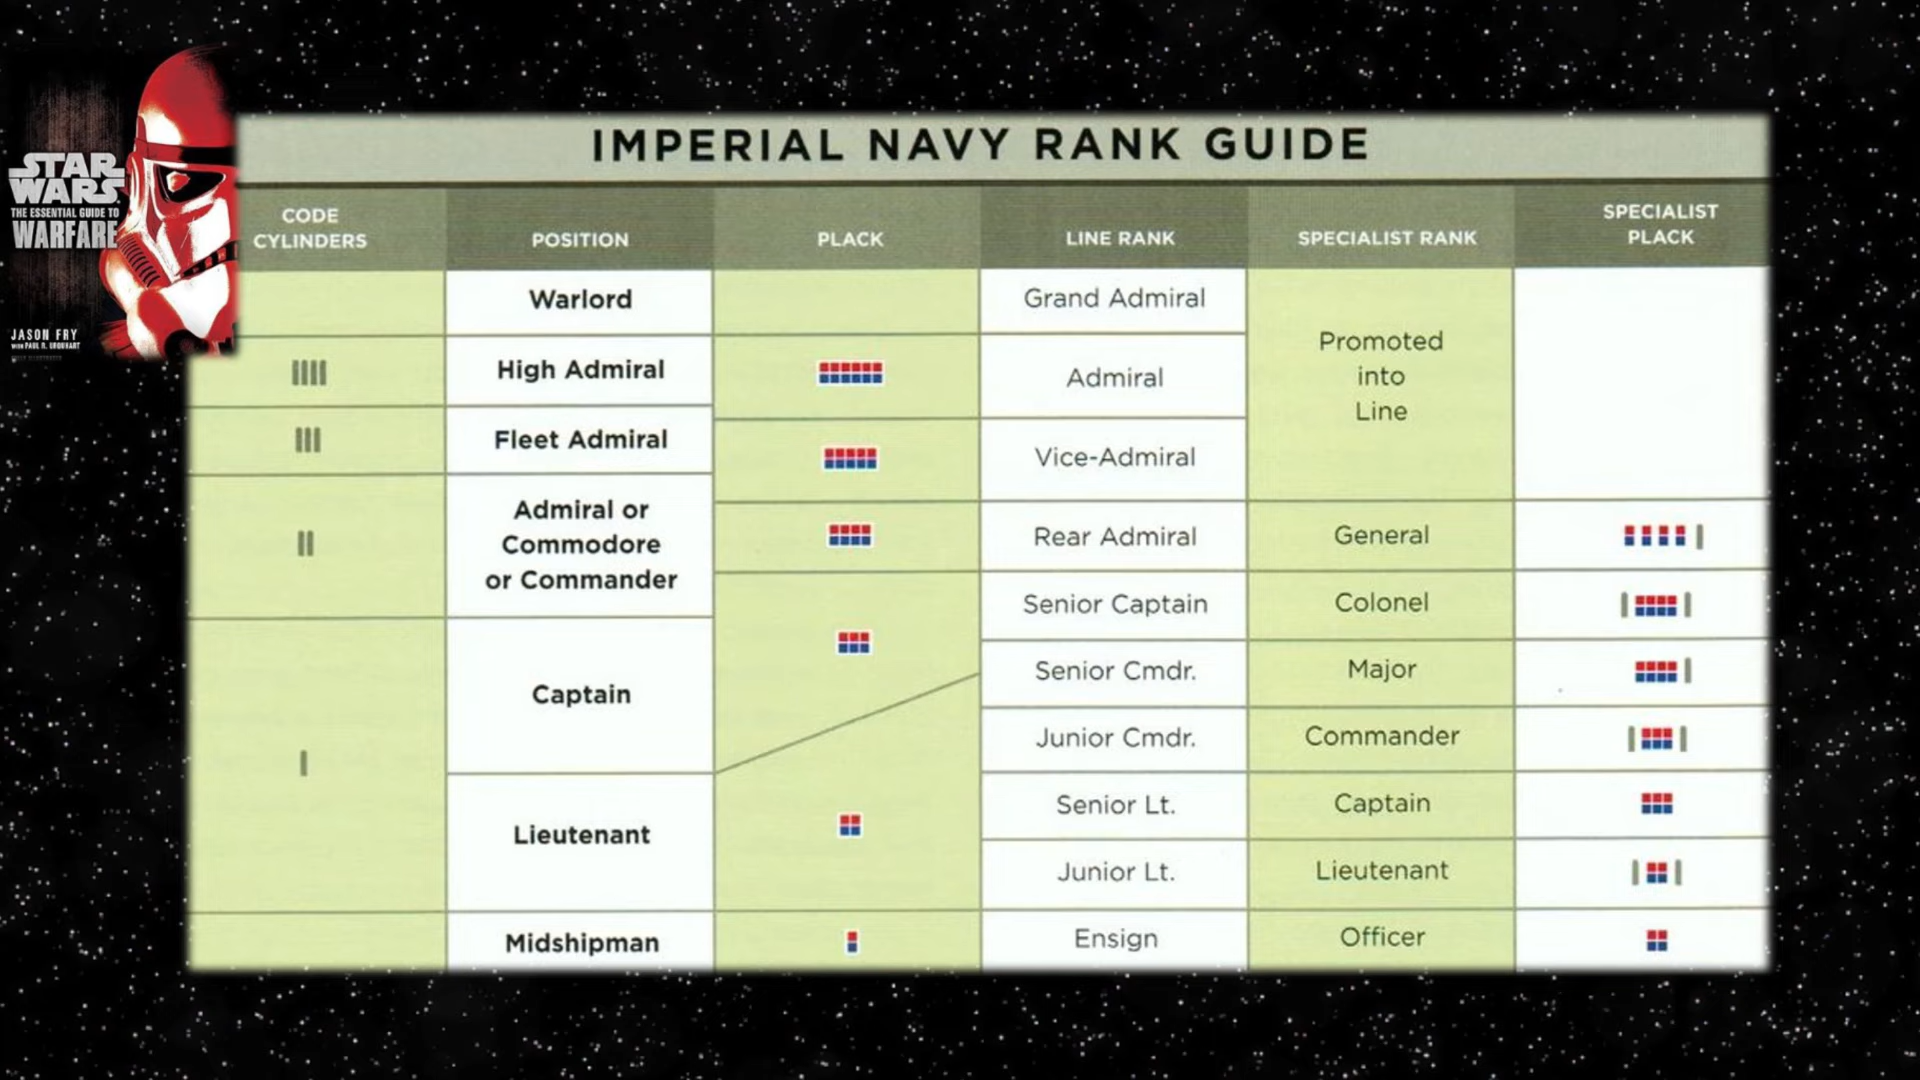 STAR
WARS
THE ESSENTIAL GUIDE TO
WARFARE
JASON FRY
WITH PAUL R. URQUHART
IMPERIAL NAVY RANK GUIDE
CODE
CYLINDERS
POSITION
PLACK
LINE RANK
SPECIALIST RANK
SPECIALIST
PLACK
Warlord
Grand Admiral
Promoted
into
Line
High Admiral
Admiral
Fleet Admiral
Vice-Admiral
Admiral or
Commodore
or Commander
Rear Admiral
General
Senior Captain
Colonel
Captain
Senior Cmdr.
Major
Junior Cmdr.
Commander
Lieutenant
Senior Lt.
Captain
Junior Lt.
Lieutenant
Midshipman
Ensign
Officer